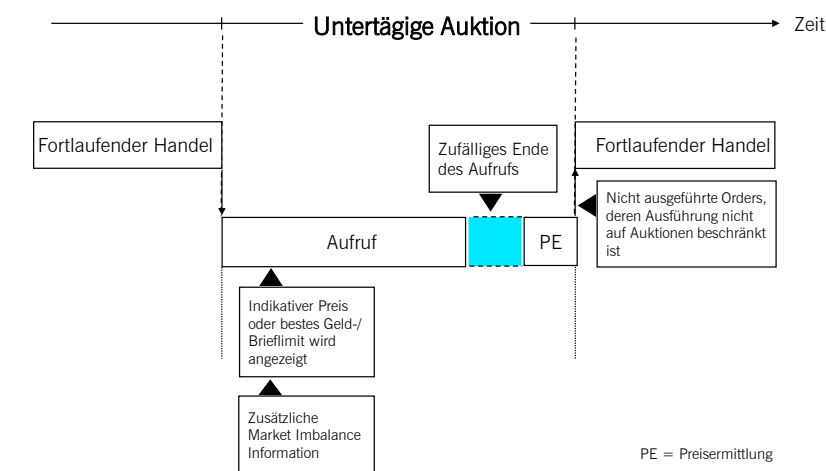 Untertägige Auktion
Zeit
Fortlaufender Handel
Zufälliges Ende
des Aufrufs
Fortlaufender Handel
Nicht ausgeführte Orders,
deren Ausführung nicht
auf Auktionen beschränkt
ist
Aufruf
PE
Indikativer Preis
oder bestes Geld-/
Brieflimit wird
angezeigt
Zusätzliche
Market Imbalance
Information
PE = Preisermittlung